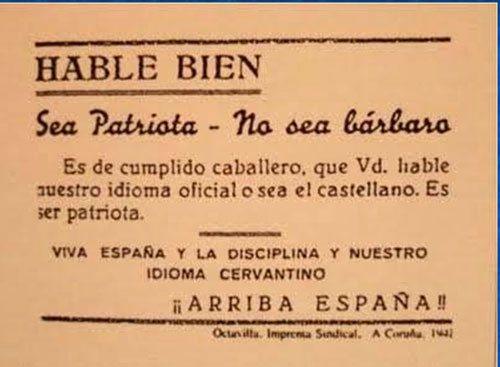 HABLE BIEN
Sea Patriota - No sea bárbaro
Es de cumplido caballero, que Vd. hable
nuestro idioma oficial o sea el castellano. Es
ser patriota.
VIVA ESPAÑA Y LA DISCIPLINA Y NUESTRO
IDIOMA CERVANTINO
¡¡ARRIBA ESPAÑA!!
Octavilla. Imprenta Sindical. A Coruña,